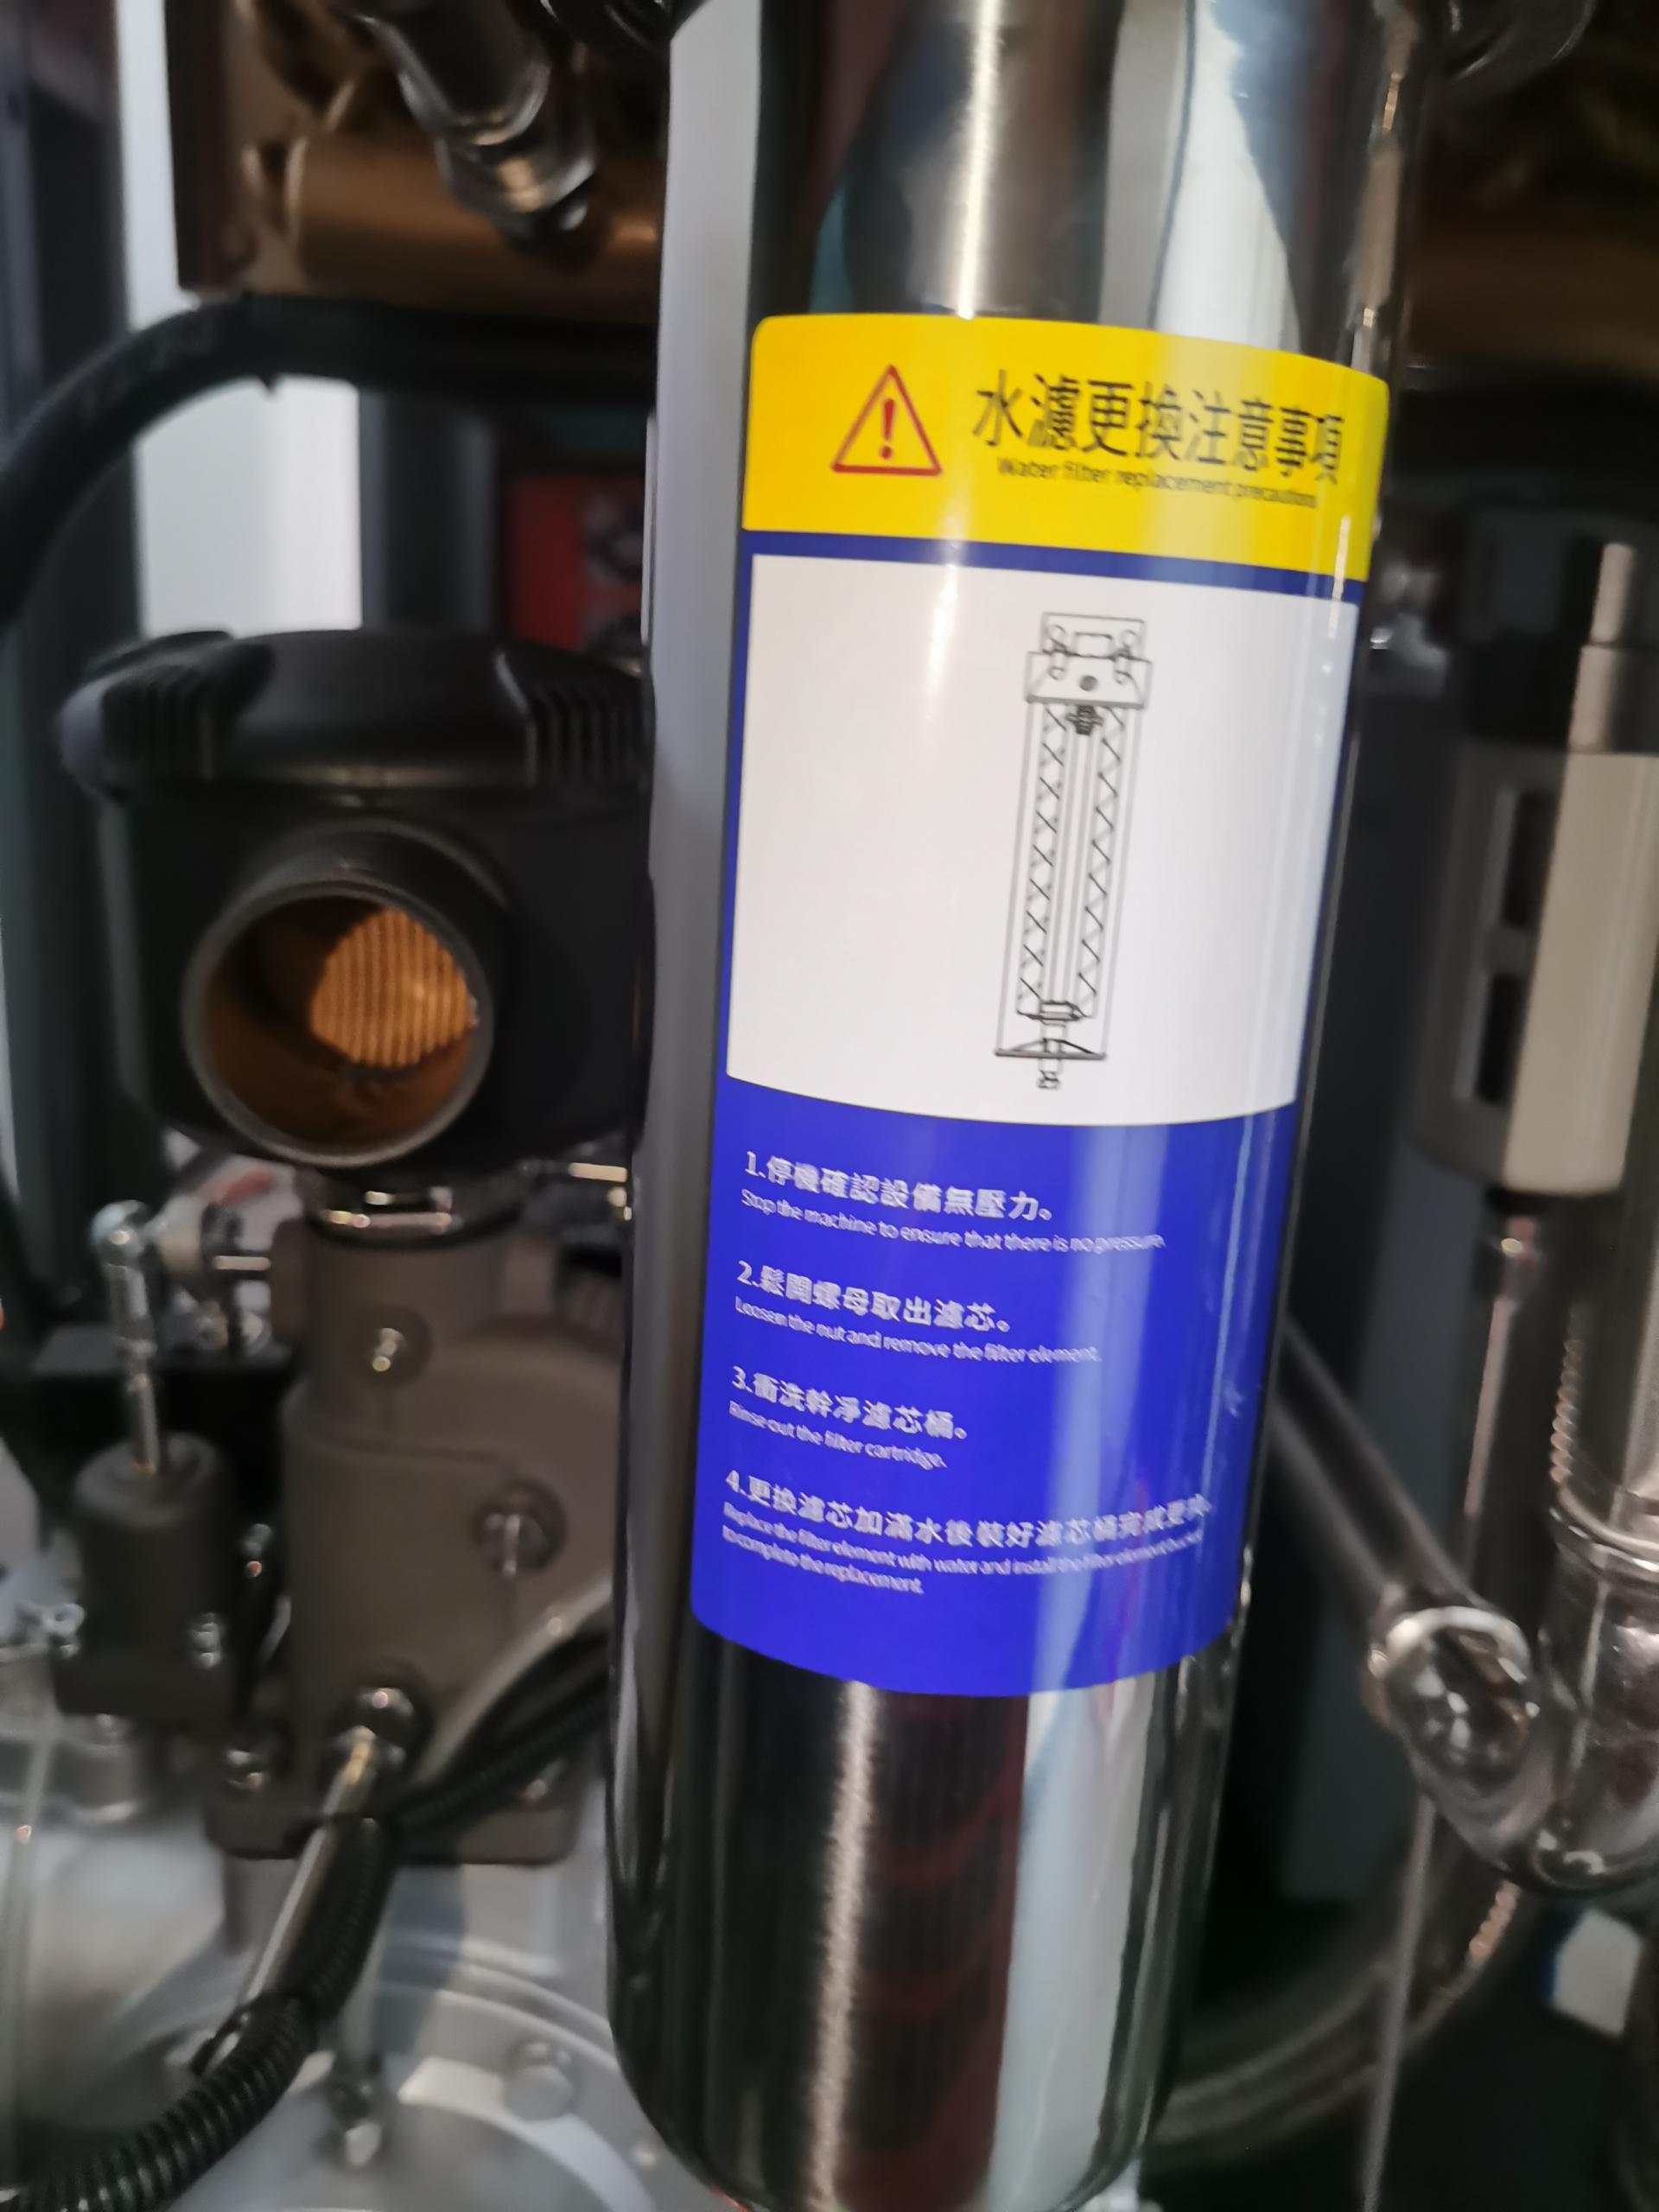 水濾更換注意事項
Water filter replacement precautions
1.停機確認設備無壓力。
Stop the machine to ensure that there is no pressure.
2.鬆開螺母取出濾芯。
Loosen the nut and remove the filter element.
3.衝洗幹淨濾芯桶。
Rinse out the filter cartridge.
4.更換濾芯加滿水後裝好濾芯桶完成更換。
Replace the filter element with water and install the filter element
to complete the replacement.